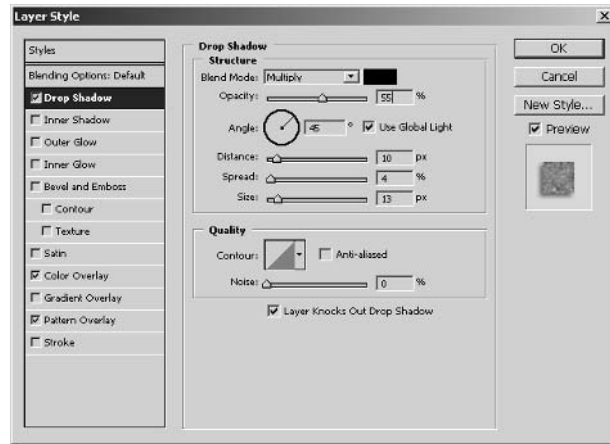 Layer Style
Styles
Blending Options: Default
Drop Shadow
Inner Shadow
Outer Glow
Inner Glow
Bevel and Emboss
Contour
Texture
Satin
Color Overlay
Gradient Overlay
Pattern Overlay
Stroke
Drop Shadow
Structure
Blend Mode: Multiply
Opacity: 55 %
Angle: 45 ° Use Global Light
Distance: 10 px
Spread: 4 %
Size: 13 px
Quality
Contour: Anti-aliased
Noise: 0 %
Layer Knocks Out Drop Shadow
OK
Cancel
New Style...
Preview